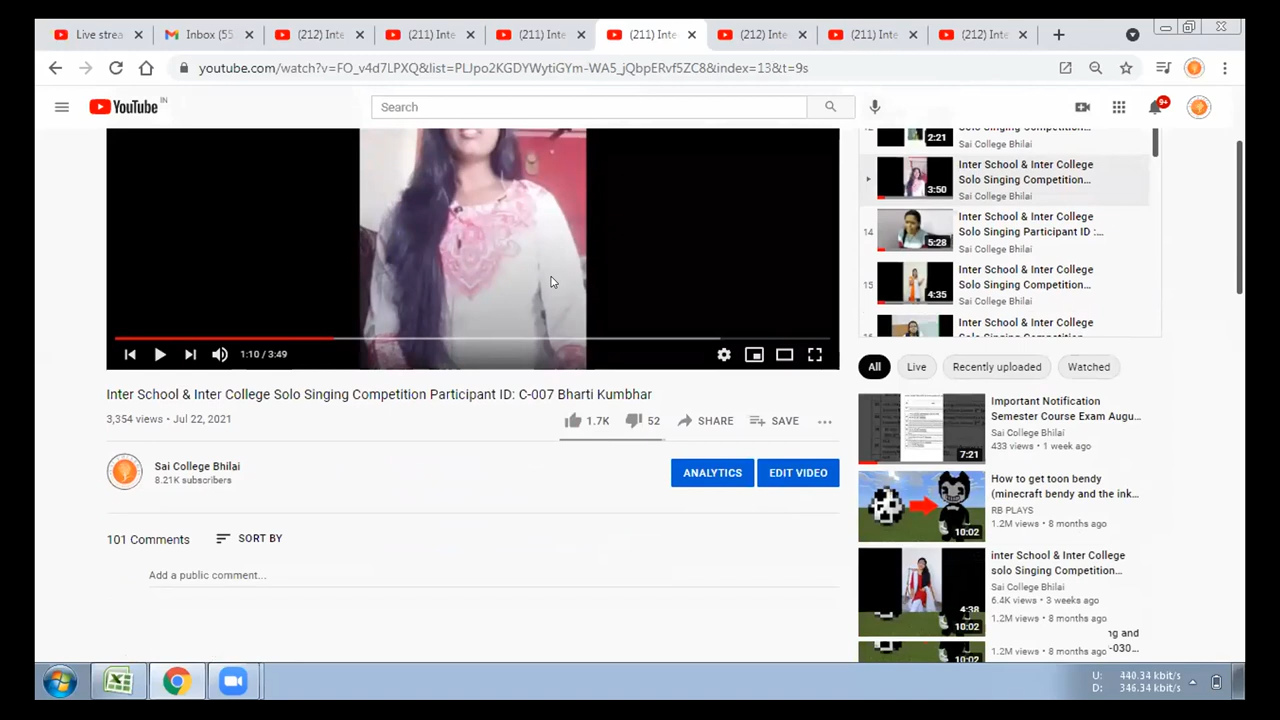 Live strea
Inbox (55
(212) Inte
(211) Inte
(211) Inte
(211) Inte
(212) Inte
(211) Inte
(212) Inte
youtube.com/watch?v=FO_v4d7LPXQ&list=PLJpo2KGDYWytiGYm-WA5_jQbpERvf5ZC8&index=13&t=9s
YouTube IN
Search
9+
1:10 / 3:49
Inter School & Inter College Solo Singing Competition Participant ID: C-007 Bharti Kumbhar
3,354 views • Jul 22, 2021
1.7K
52
SHARE
SAVE
Sai College Bhilai
8.21K subscribers
ANALYTICS
EDIT VIDEO
101 Comments
SORT BY
Add a public comment...
2:21
Solo Singing Competition...
Sai College Bhilai
3:50
Inter School & Inter College
Solo Singing Competition...
Sai College Bhilai
14
5:28
Inter School & Inter College
Solo Singing Participant ID :...
Sai College Bhilai
15
4:35
Inter School & Inter College
Solo Singing Competition...
Sai College Bhilai
Inter School & Inter College
All
Live
Recently uploaded
Watched
7:21
Important Notification
Semester Course Exam Augu...
Sai College Bhilai
433 views • 1 week ago
10:02
How to get toon bendy
(minecraft bendy and the ink...
RB PLAYS
1.2M views • 8 months ago
4:38
10:02
inter School & Inter College
solo Singing Competition...
Sai College Bhilai
6.4K views • 3 weeks ago
1.2M views • 8 months ago
ng and
-030...
1.2M views • 8 months ago
10:02
U: 440.34 kbit/s
D: 346.34 kbit/s